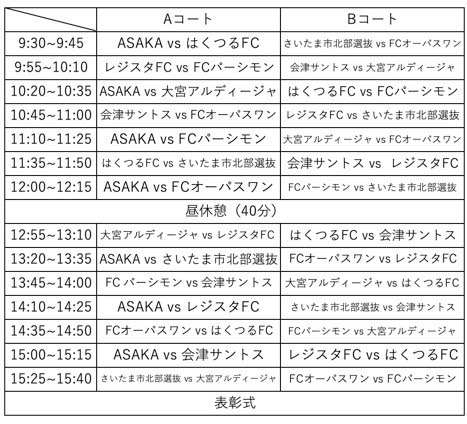 Aコート Bコート
9:30~9:45 ASAKA vs はくつるFC さいたま市北部選抜 vs FCオーパスワン
9:55~10:10 レジスタFC vs FCパーシモン 会津サントス vs 大宮アルディージャ
10:20~10:35 ASAKA vs 大宮アルディージャ はくつるFC vs FCパーシモン
10:45~11:00 会津サントス vs FCオーパスワン レジスタFC vs さいたま市北部選抜
11:10~11:25 ASAKA vs FCパーシモン 大宮アルディージャ vs FCオーパスワン
11:35~11:50 はくつるFC vs さいたま市北部選抜 会津サントス vs レジスタFC
12:00~12:15 ASAKA vs FCオーパスワン FCパーシモン vs さいたま市北部選抜
昼休憩（40分）
12:55~13:10 大宮アルディージャ vs レジスタFC はくつるFC vs 会津サントス
13:20~13:35 ASAKA vs さいたま市北部選抜 FCオーパスワン vs レジスタFC
13:45~14:00 FC パーシモン vs 会津サントス 大宮アルディージャ vs はくつるFC
14:10~14:25 ASAKA vs レジスタFC さいたま市北部選抜 vs 会津サントス
14:35~14:50 FCオーパスワン vs はくつるFC FCパーシモン vs 大宮アルディージャ
15:00~15:15 ASAKA vs 会津サントス レジスタFC vs はくつるFC
15:25~15:40 さいたま市北部選抜 vs 大宮アルディージャ FCオーパスワン vs FCパーシモン
表彰式